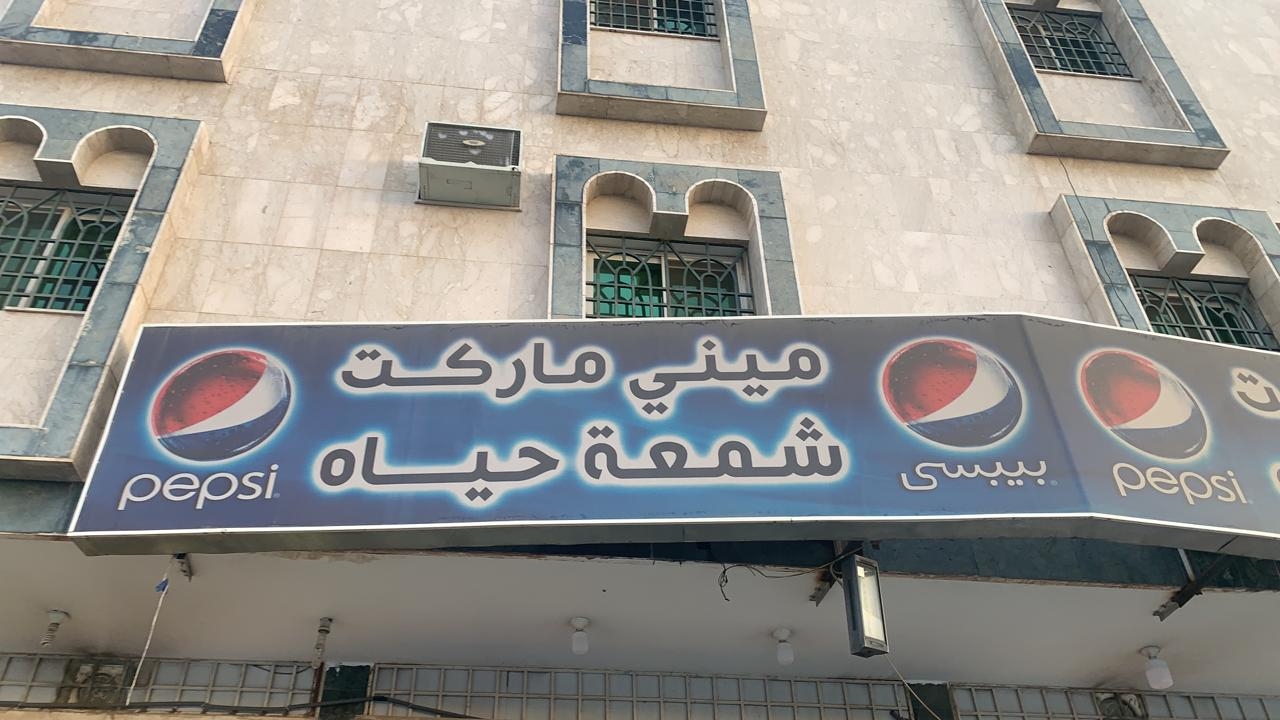 ميني ماركت
شمعة حياه
بيبسى
pepsi
pepsi